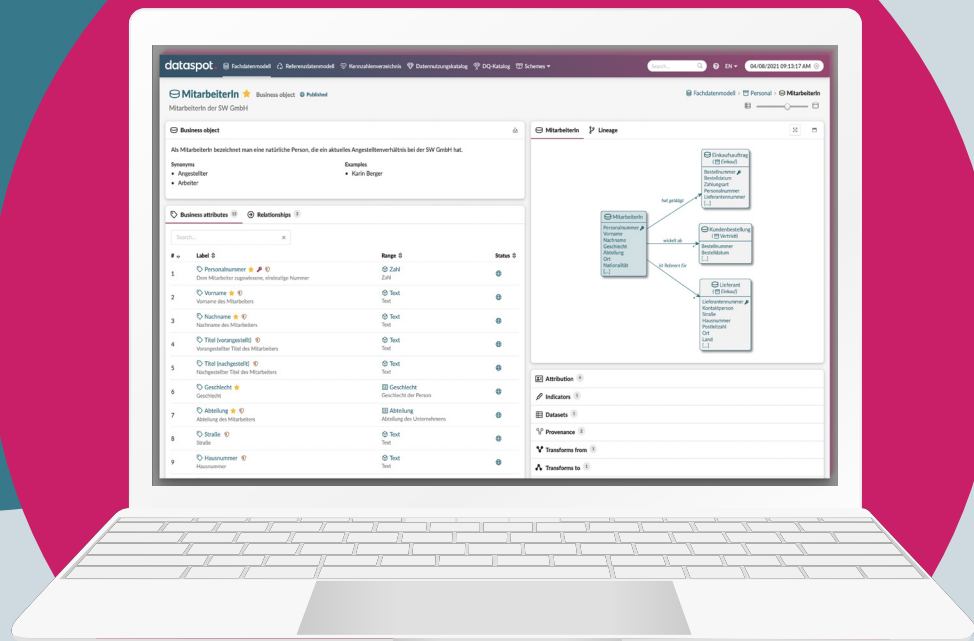 dataspot. Fachdatenmodell Referenzdatenmodell Kennzahlenverzeichnis Datennutzungskatalog DQ-Katalog Schemes Search... EN 04/08/2021 09:13:17 AM
MitarbeiterIn Business object Published
Fachdatenmodell › Personal › MitarbeiterIn
MitarbeiterIn der SW GmbH
Business object
Als MitarbeiterIn bezeichnet man eine natürliche Person, die ein aktuelles Angestelltenverhältnis bei der SW GmbH hat.
Synonyms Examples
• Angestellter • Karin Berger
• Arbeiter
Business attributes Relationships 3
Search... ×
# Label Range Status
1 Personalnummer Zahl
Dem Mitarbeiter zugewiesene, eindeutige Nummer Zahl
2 Vorname Text
Vorname des Mitarbeiters Text
3 Nachname Text
Nachname des Mitarbeiters Text
4 Titel (vorangestellt) Text
Vorangestellter Titel des Mitarbeiters Text
5 Titel (nachgestellt) Text
Nachgestellter Titel des Mitarbeiters Text
6 Geschlecht Geschlecht
Geschlecht Geschlecht der Person
7 Abteilung Abteilung
Abteilung des Mitarbeiters Abteilung des Unternehmens
8 Straße Text
Straße Text
9 Hausnummer Text
Hausnummer Text
MitarbeiterIn Lineage
Einkaufsauftrag
(Einkauf)
Bestellnummer
Bestelldatum
Zahlungsart
Personalnummer
Lieferantennummer
[...]
hat getätigt
MitarbeiterIn
Personalnummer
Vorname
Nachname
Geschlecht
Abteilung
Ort
Nationalität
[...]
wickelt ab
Kundenbestellung
(Vertrieb)
Bestellnummer
Bestelldatum
[...]
ist Referent für
Lieferant
(Einkauf)
Lieferantennummer
Kontaktperson
Straße
Hausnummer
Postleitzahl
Ort
Land
[...]
Attribution
Indicators
Datasets
Provenance
Transforms from
Transforms to